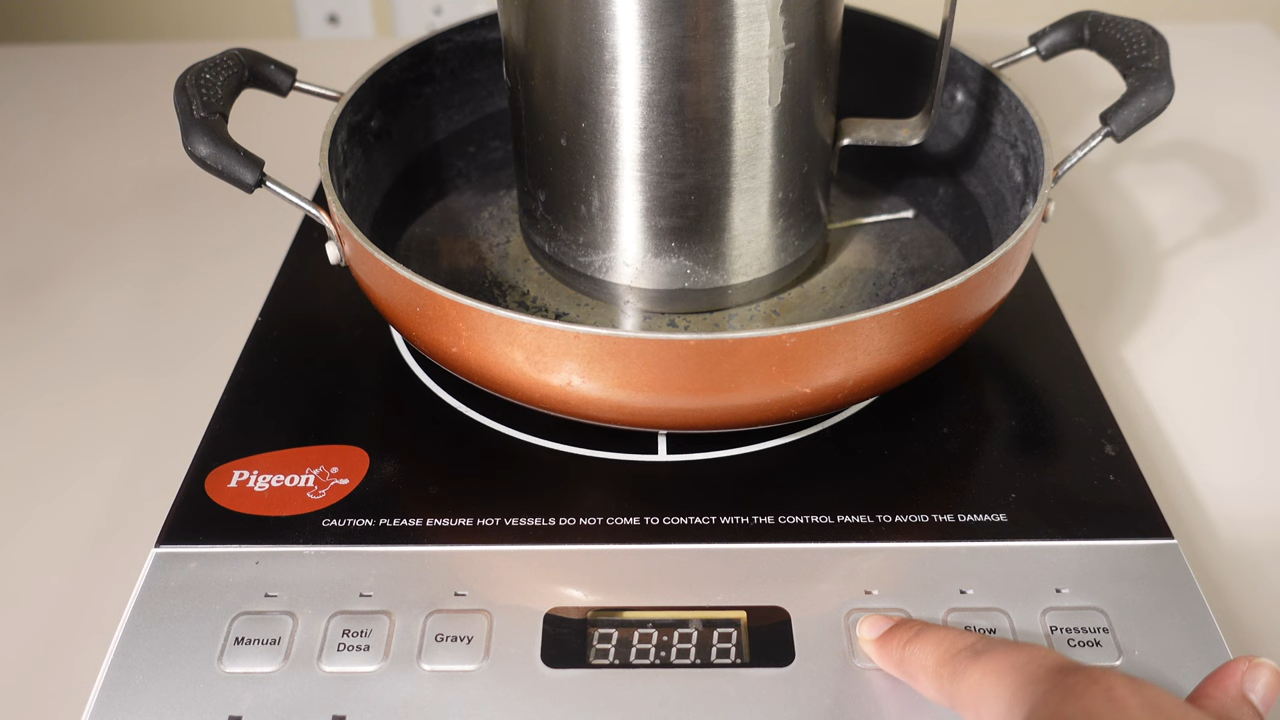 Pigeon®
CAUTION: PLEASE ENSURE HOT VESSELS DO NOT COME TO CONTACT WITH THE CONTROL PANEL TO AVOID THE DAMAGE
Manual
Roti/
Dosa
Gravy
8.8:8.8.
Slow
Pressure
Cook